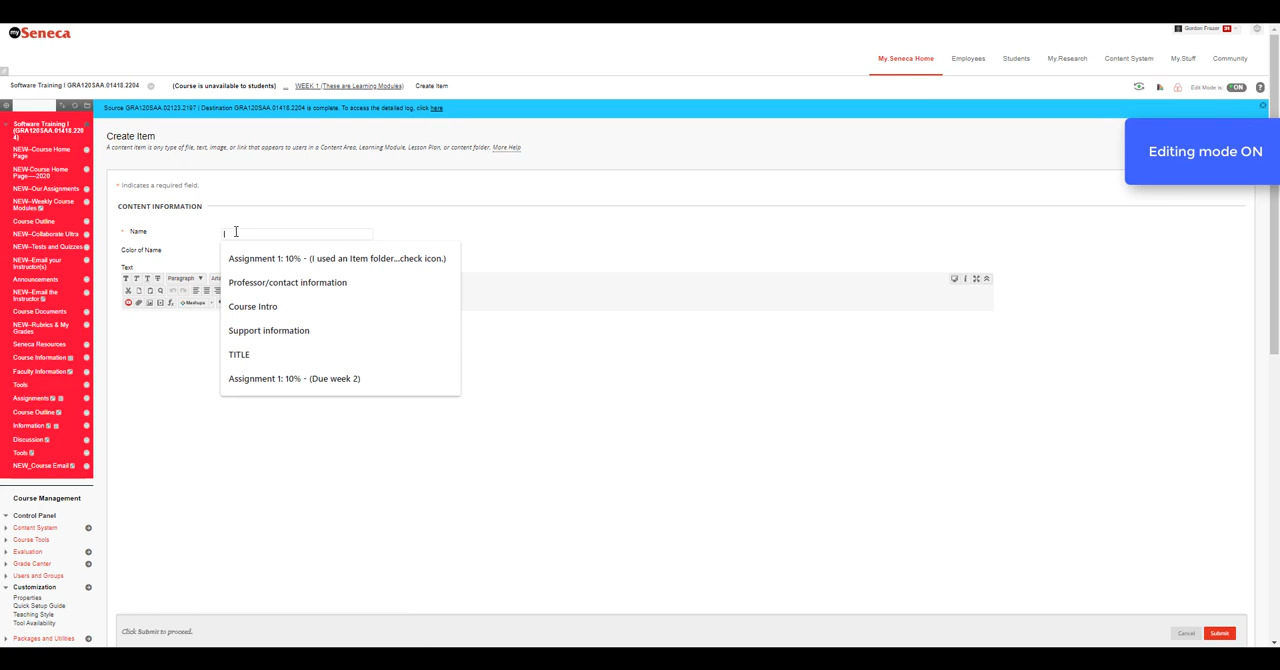 mySeneca
Gordon Fraser
My.Seneca Home Employees Students My.Research Content System My.Stuff Community
Software Training I GRA120SAA.01418.2204 (Course is unavailable to students) ... WEEK 1 (These are Learning Modules) Create Item
Edit Mode is: ON ?
Source GRA120SAA.02123.2197 | Destination GRA120SAA.01418.2204 is complete. To access the detailed log, click here
Software Training I
(GRA120SAA.01418.220
4)
NEW--Course Home
Page
NEW-Course Home
Page----2020
NEW--Our Assignments
NEW--Weekly Course
Modules
Course Outline
NEW--Collaborate Ultra
NEW--Tests and Quizzes
NEW--Email your
Instructor(s)
Announcements
NEW--Email the
Instructor
Course Documents
NEW--Rubrics & My
Grades
Seneca Resources
Course Information
Faculty Information
Tools
Assignments
Course Outline
Information
Discussion
Tools
NEW_Course Email
Course Management
Control Panel
Content System
Course Tools
Evaluation
Grade Center
Users and Groups
Customization
Properties
Quick Setup Guide
Teaching Style
Tool Availability
Packages and Utilities
Create Item
A content item is any type of file, text, image, or link that appears to users in a Content Area, Learning Module, Lesson Plan, or content folder. More Help
Editing mode ON
* Indicates a required field.
CONTENT INFORMATION
* Name
Color of Name
Text
T T T T Paragraph Aria
Mashups
Assignment 1: 10% - (I used an Item folder...check icon.)
Professor/contact information
Course Intro
Support information
TITLE
Assignment 1: 10% - (Due week 2)
Click Submit to proceed.
Cancel Submit